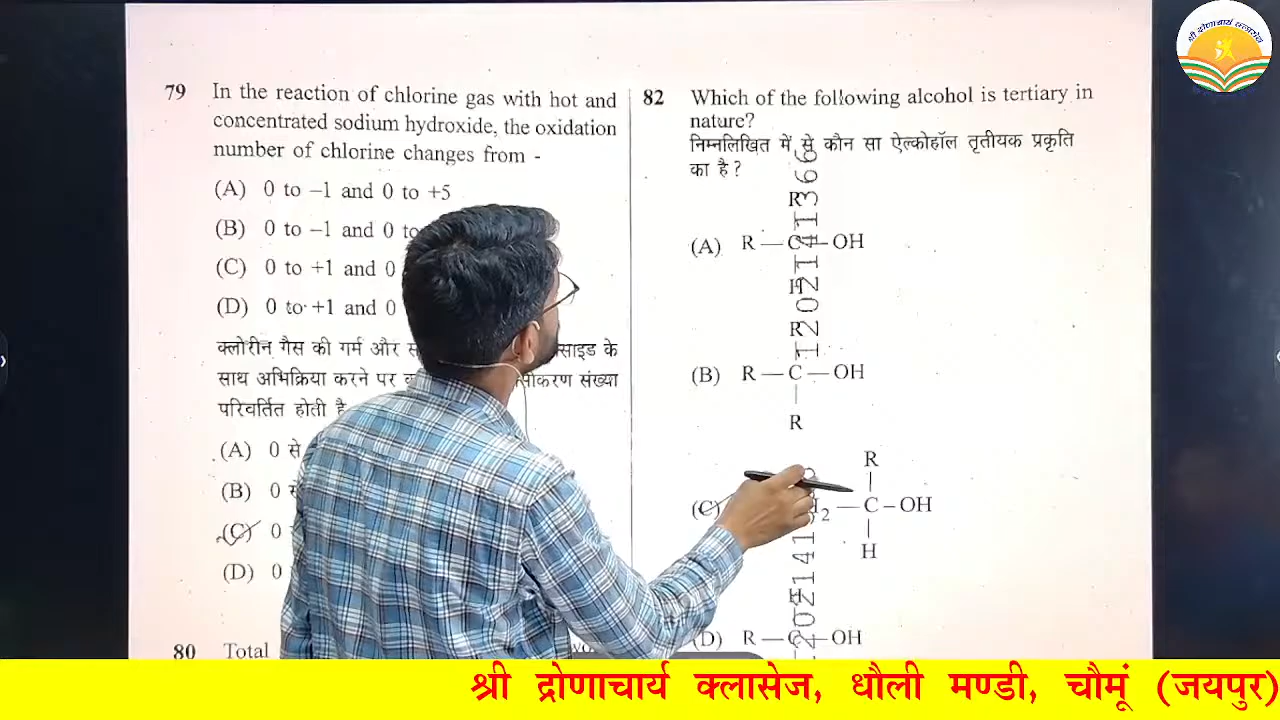 श्री द्रोणाचार्य क्लासेज
79 In the reaction of chlorine gas with hot and
concentrated sodium hydroxide, the oxidation
number of chlorine changes from -
(A) 0 to –1 and 0 to +5
(B) 0 to –1 and 0 to
(C) 0 to +1 and 0
(D) 0 to +1 and 0
क्लोरीन गैस की गर्म और
साइड के
साथ अभिक्रिया करने पर
संख्या
परिवर्तित होती है
(A) 0 से
(B) 0
(C) 0
(D) 0
80 Total
82 Which of the following alcohol is tertiary in
nature?
निम्नलिखित में से कौन सा ऐल्कोहॉल तृतीयक प्रकृति
का है ?
R
(A) R — C — OH
H
R
(B) R — C — OH
R
R
(C) 2 — C – OH
H
H
(D) R — C — OH
1202141366
श्री द्रोणाचार्य क्लासेज, धौली मण्डी, चौमूं (जयपुर)